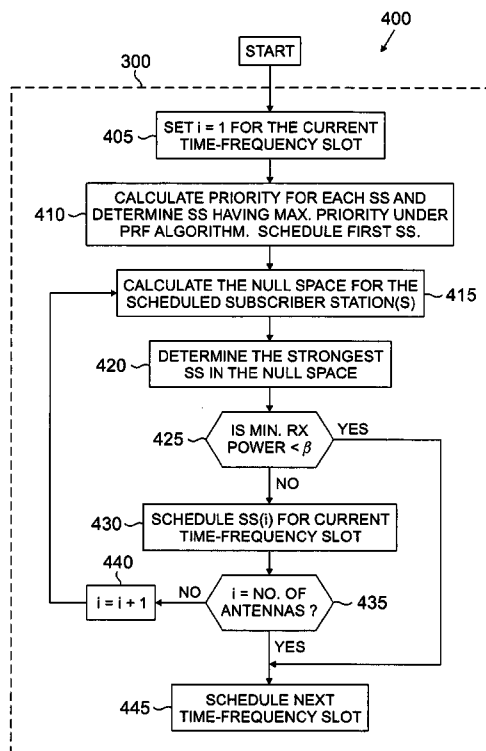 400
START
300
405
SET i = 1 FOR THE CURRENT
TIME-FREQUENCY SLOT
410
CALCULATE PRIORITY FOR EACH SS AND
DETERMINE SS HAVING MAX. PRIORITY UNDER
PRF ALGORITHM. SCHEDULE FIRST SS.
CALCULATE THE NULL SPACE FOR THE
SCHEDULED SUBSCRIBER STATION(S)
415
420
DETERMINE THE STRONGEST
SS IN THE NULL SPACE
425
IS MIN. RX
POWER < β
YES
NO
430
SCHEDULE SS(i) FOR CURRENT
TIME-FREQUENCY SLOT
440
i = i + 1
NO
i = NO. OF
ANTENNAS ?
435
YES
445
SCHEDULE NEXT
TIME-FREQUENCY SLOT